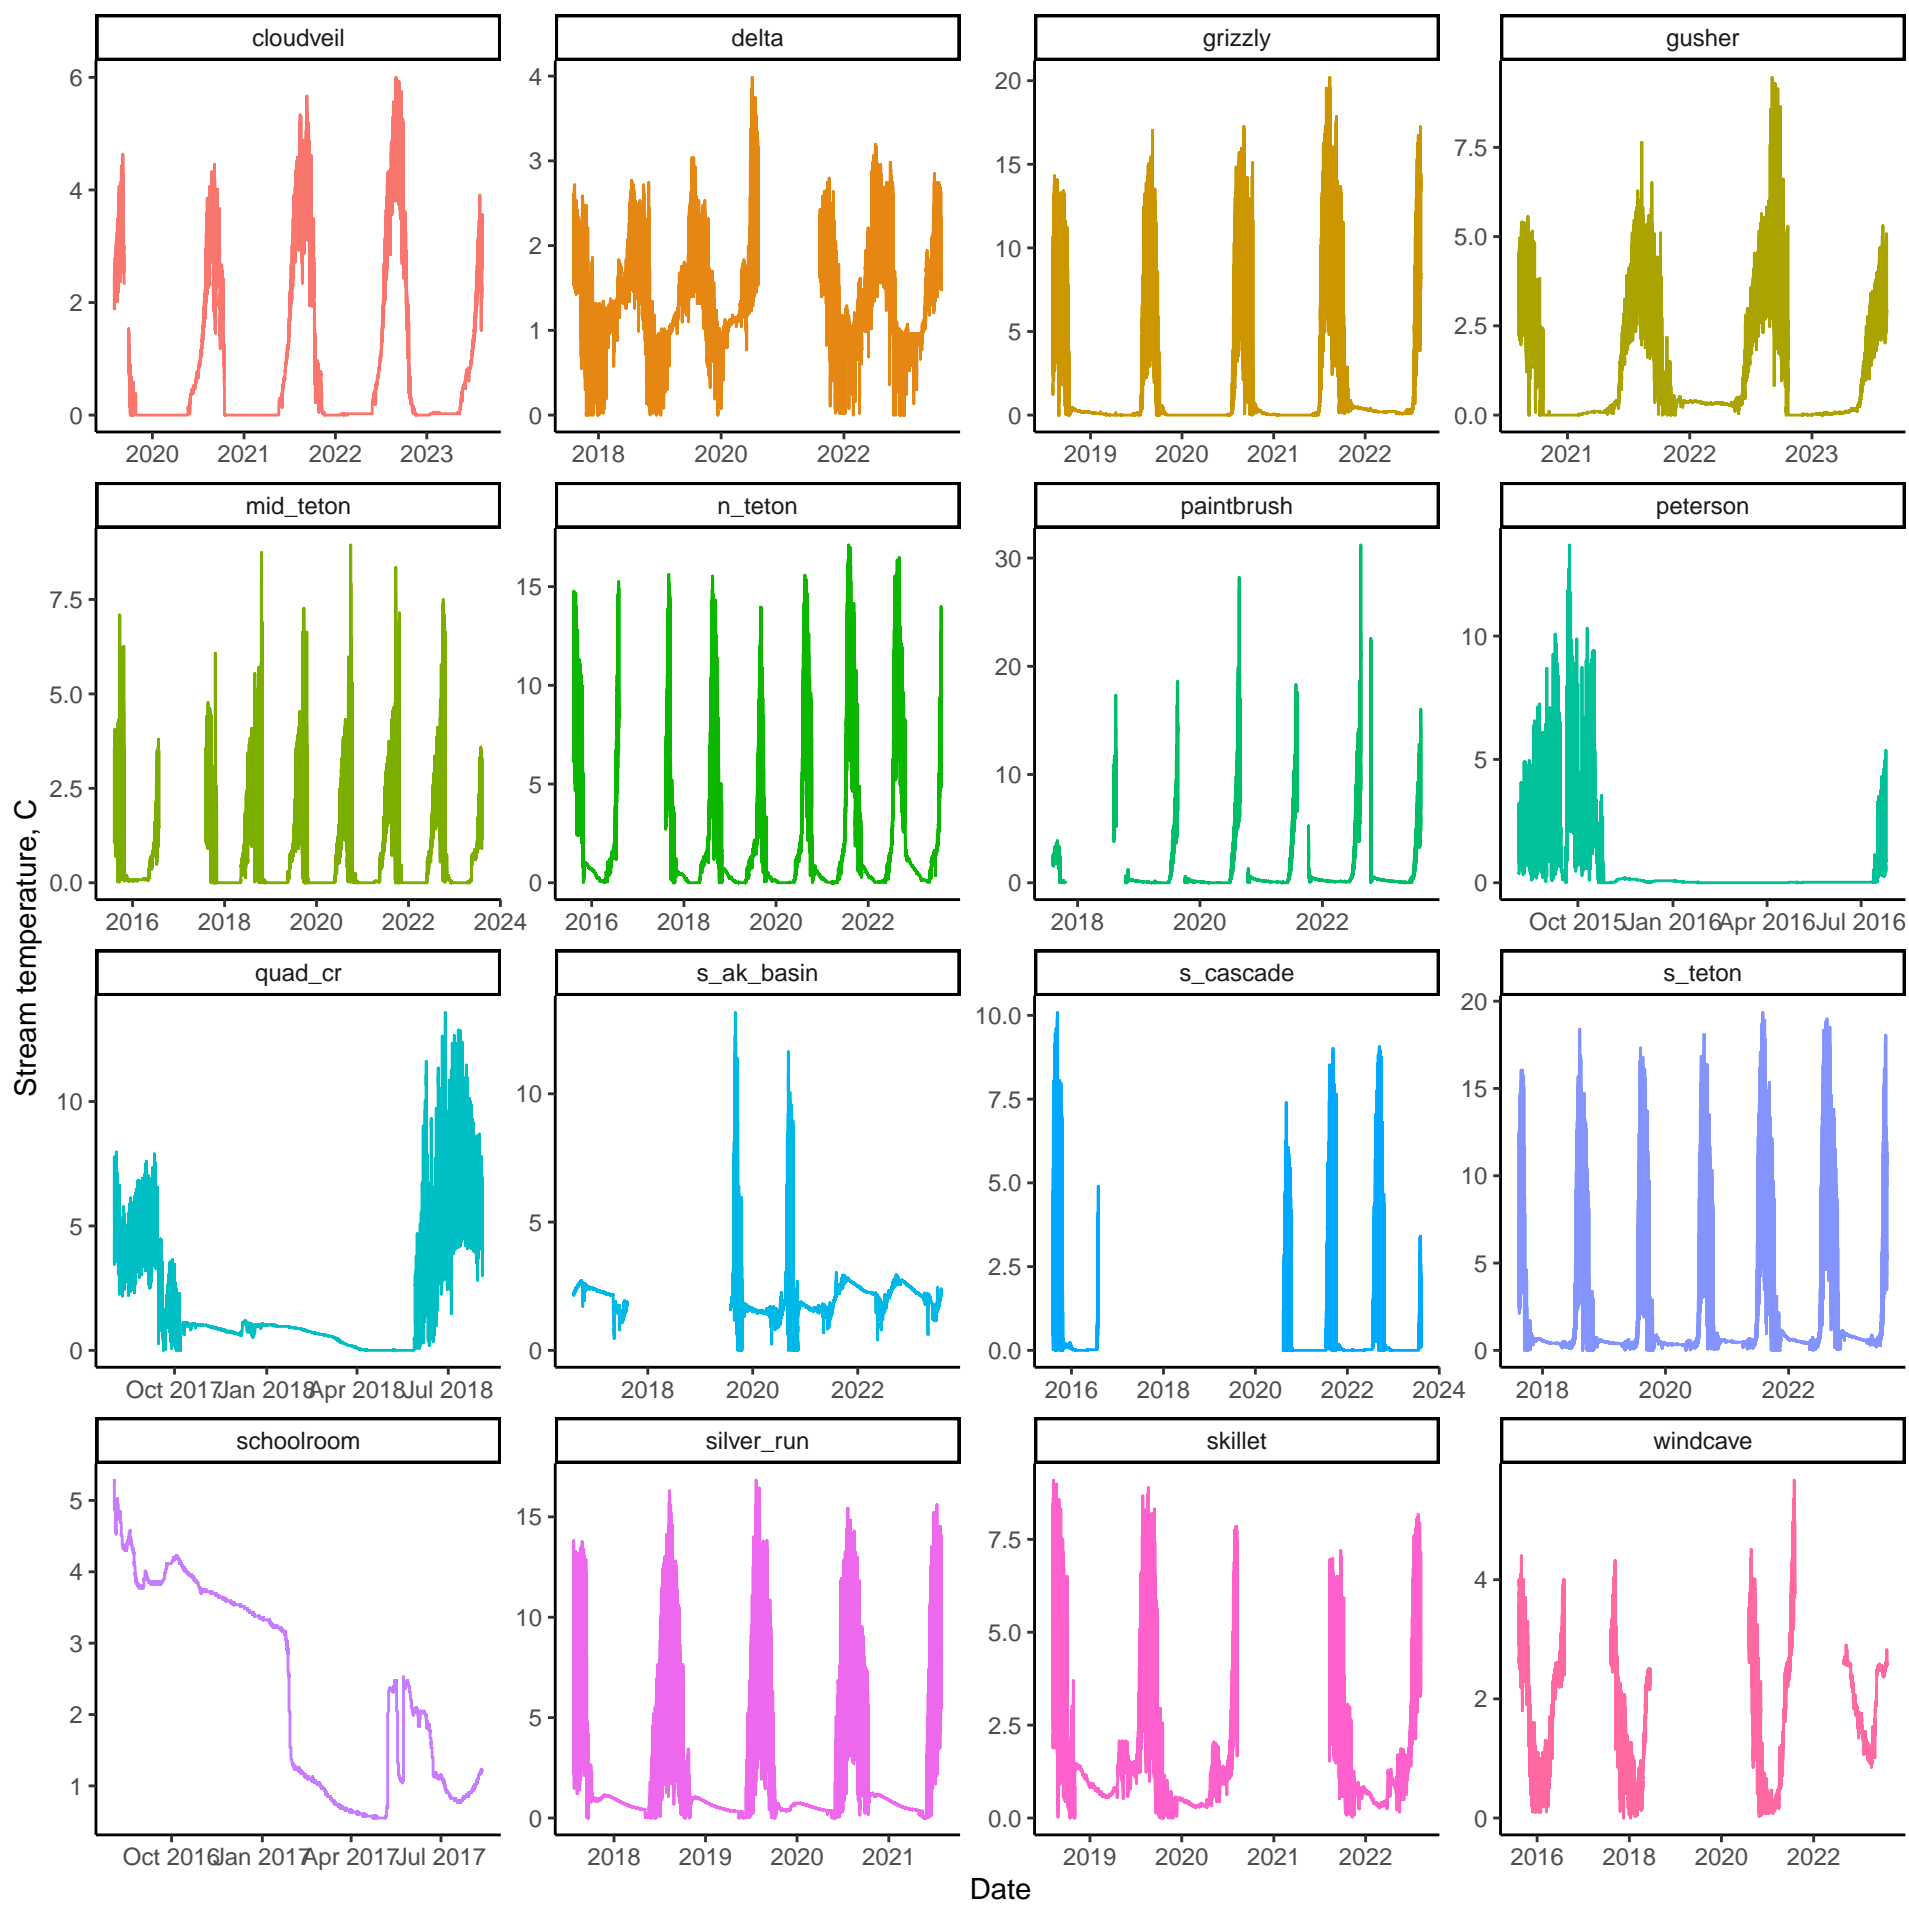 cloudveil delta grizzly gusher
6 4 2 0
4 3 2 1 0
20 15 10 5 0
7.5 5.0 2.5 0.0
2020 2021 2022 2023
2018 2020 2022
2019 2020 2021 2022
2021 2022 2023
mid_teton n_teton paintbrush peterson
7.5 5.0 2.5 0.0
15 10 5 0
30 20 10 0
10 5 0
2016 2018 2020 2022 2024
2016 2018 2020 2022
2018 2020 2022
Oct 2015 Jan 2016 Apr 2016 Jul 2016
Stream temperature, C
quad_cr s_ak_basin s_cascade s_teton
10 5 0
10 5 0
10.0 7.5 5.0 2.5 0.0
20 15 10 5 0
Oct 2017 Jan 2018 Apr 2018 Jul 2018
2018 2020 2022
2016 2018 2020 2022 2024
2018 2020 2022
schoolroom silver_run skillet windcave
5 4 3 2 1
15 10 5 0
7.5 5.0 2.5 0.0
4 2 0
Oct 2016 Jan 2017 Apr 2017 Jul 2017
2018 2019 2020 2021
2019 2020 2021 2022
2016 2018 2020 2022
Date